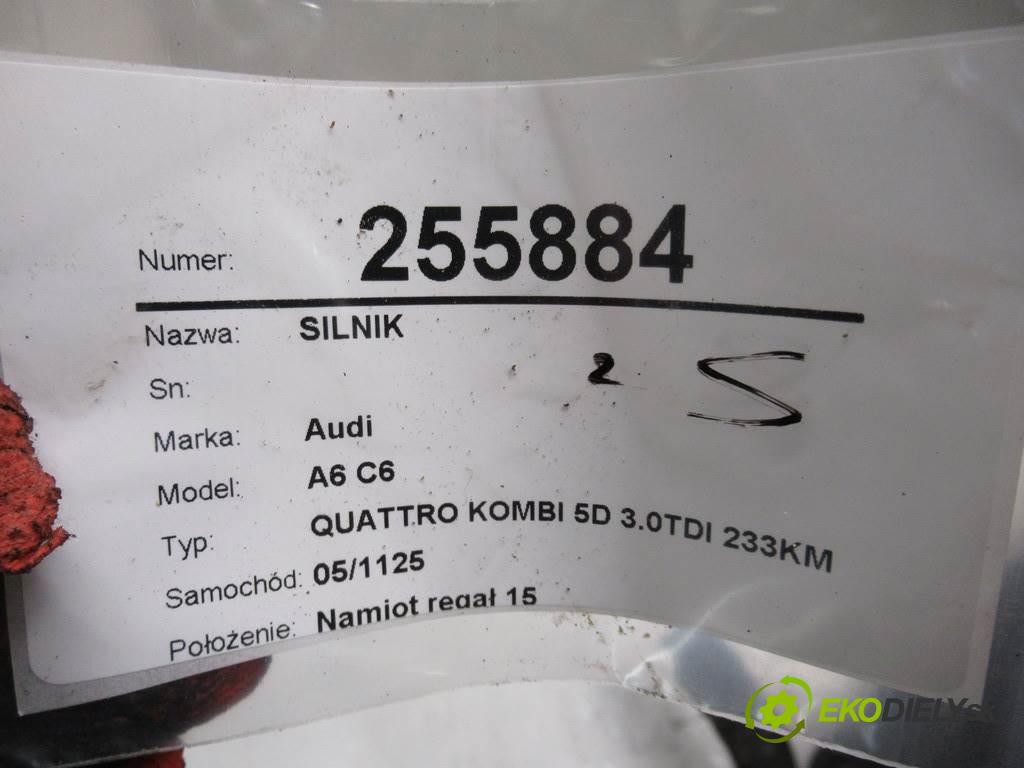 Numer: 255884
Nazwa: SILNIK
2 S
Sn:
Marka: Audi
Model: A6 C6
Typ: QUATTRO KOMBI 5D 3.0TDI 233KM
Samochód: 05/1125
Położenie: Namiot regał 15
EKODIELY